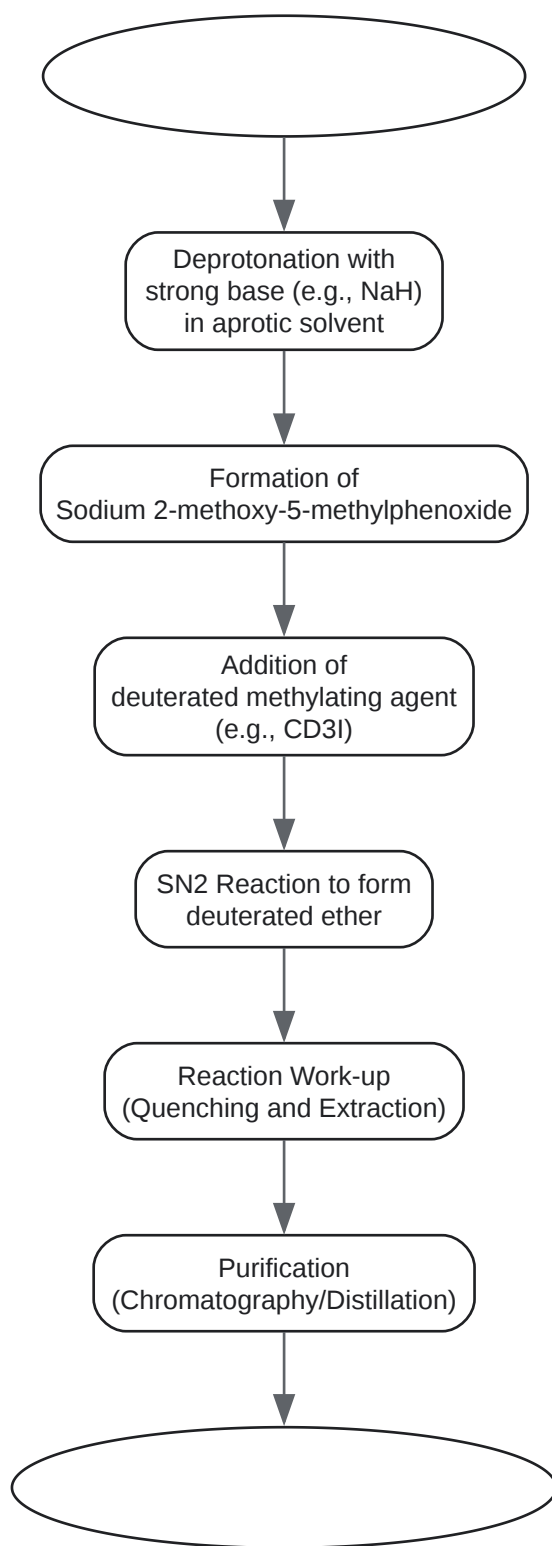 Deprotonation with
strong base (e.g., NaH)
in aprotic solvent
Formation of
Sodium 2-methoxy-5-methylphenoxide
Addition of
deuterated methylating agent
(e.g., CD3I)
SN2 Reaction to form
deuterated ether
Reaction Work-up
(Quenching and Extraction)
Purification
(Chromatography/Distillation)